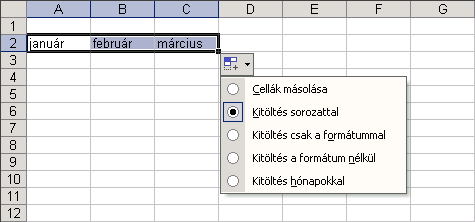 A B C D E F G
1
2 január február március
3
4
5 Cellák másolása
6 Kitöltés sorozattal
7 Kitöltés csak a formátummal
8
9 Kitöltés a formátum nélkül
10 Kitöltés hónapokkal
11
12